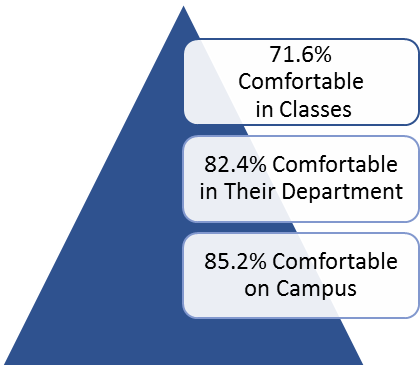 71.6%
Comfortable
in Classes
82.4% Comfortable
in Their Department
85.2% Comfortable
on Campus